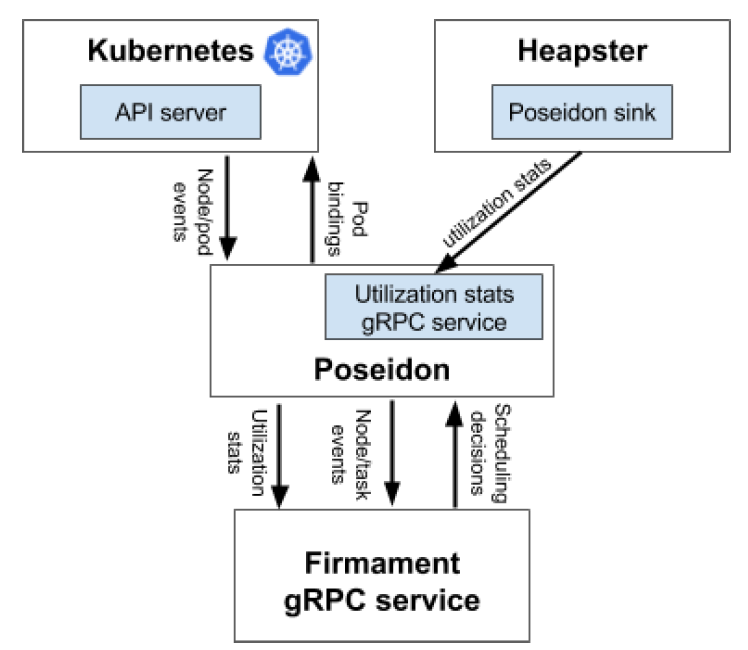 Kubernetes
API server
Heapster
Poseidon sink
Node/pod
events
Pod
bindings
utilization stats
Utilization stats
gRPC service
Poseidon
Utilization
stats
Node/task
events
Scheduling
decisions
Firmament
gRPC service